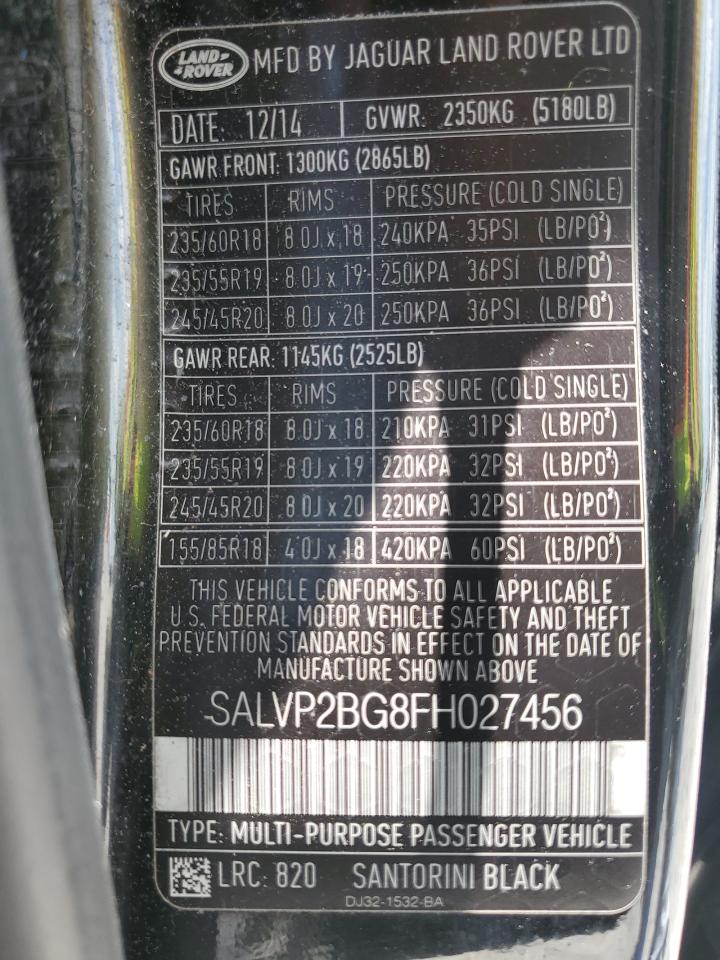 LAND ROVER MFD BY JAGUAR LAND ROVER LTD
DATE: 12/14 GVWR: 2350KG (5180LB)
GAWR FRONT: 1300KG (2865LB)
TIRES RIMS PRESSURE (COLD SINGLE)
235/60R18 8.0J x 18 240KPA 35PSI (LB/PO²)
235/55R19 8.0J x 19 250KPA 36PSI (LB/PO²)
245/45R20 8.0J x 20 250KPA 36PSI (LB/PO²)
GAWR REAR: 1145KG (2525LB)
TIRES RIMS PRESSURE (COLD SINGLE)
235/60R18 8.0J x 18 210KPA 31PSI (LB/PO²)
235/55R19 8.0J x 19 220KPA 32PSI (LB/PO²)
245/45R20 8.0J x 20 220KPA 32PSI (LB/PO²)
155/85R18 4.0J x 18 420KPA 60PSI (LB/PO²)
THIS VEHICLE CONFORMS TO ALL APPLICABLE
U.S. FEDERAL MOTOR VEHICLE SAFETY AND THEFT
PREVENTION STANDARDS IN EFFECT ON THE DATE OF
MANUFACTURE SHOWN ABOVE
SALVP2BG8FH027456
TYPE: MULTI-PURPOSE PASSENGER VEHICLE
LRC: 820 SANTORINI BLACK
DJ32-1532-BA